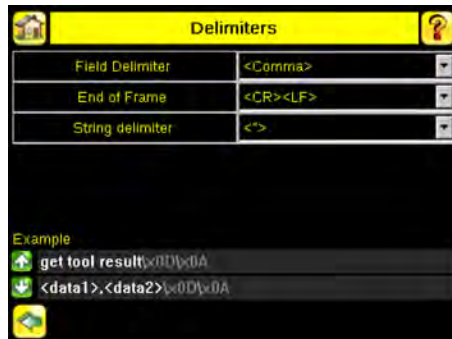 Delimiters
Field Delimiter <Comma>
End of Frame <CR><LF>
String delimiter <">
Example
get tool result\x0D\x0A
<data1>,<data2>\x0D\x0A